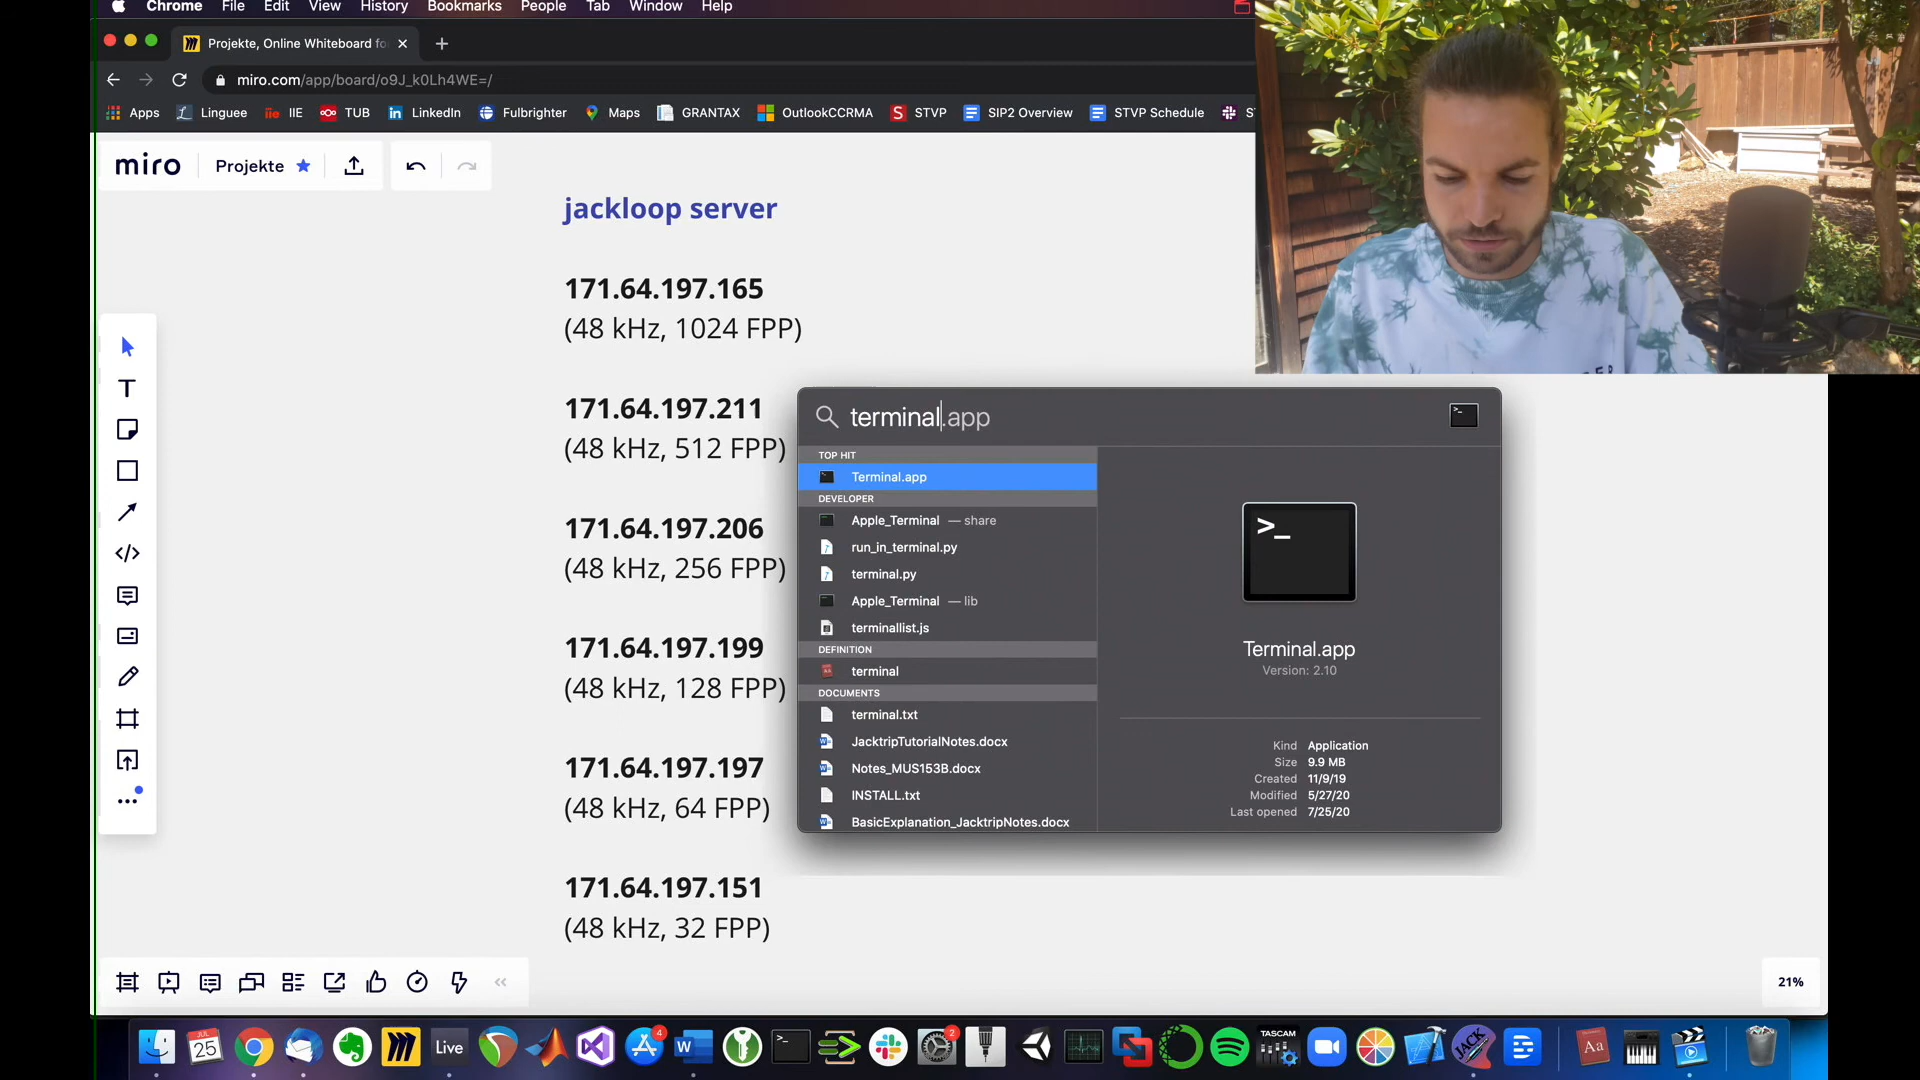 Chrome File Edit View History Bookmarks People Tab Window Help
Projekte, Online Whiteboard fo
miro.com/app/board/o9J_k0Lh4WE=/
Apps Linguee IIE TUB LinkedIn Fulbrighter Maps GRANTAX OutlookCCRMA STVP SIP2 Overview STVP Schedule
miro Projekte
jackloop server
171.64.197.165
(48 kHz, 1024 FPP)
171.64.197.211
(48 kHz, 512 FPP)
171.64.197.206
(48 kHz, 256 FPP)
171.64.197.199
(48 kHz, 128 FPP)
171.64.197.197
(48 kHz, 64 FPP)
171.64.197.151
(48 kHz, 32 FPP)
terminal.app
TOP HIT
Terminal.app
DEVELOPER
Apple_Terminal — share
run_in_terminal.py
terminal.py
Apple_Terminal — lib
terminallist.js
DEFINITION
terminal
DOCUMENTS
terminal.txt
JacktripTutorialNotes.docx
Notes_MUS153B.docx
INSTALL.txt
BasicExplanation_JacktripNotes.docx
Terminal.app
Version: 2.10
Kind Application
Size 9.9 MB
Created 11/9/19
Modified 5/27/20
Last opened 7/25/20
21%
JUL
25
Live
4
W
2
TASCAM
JACK
Aa